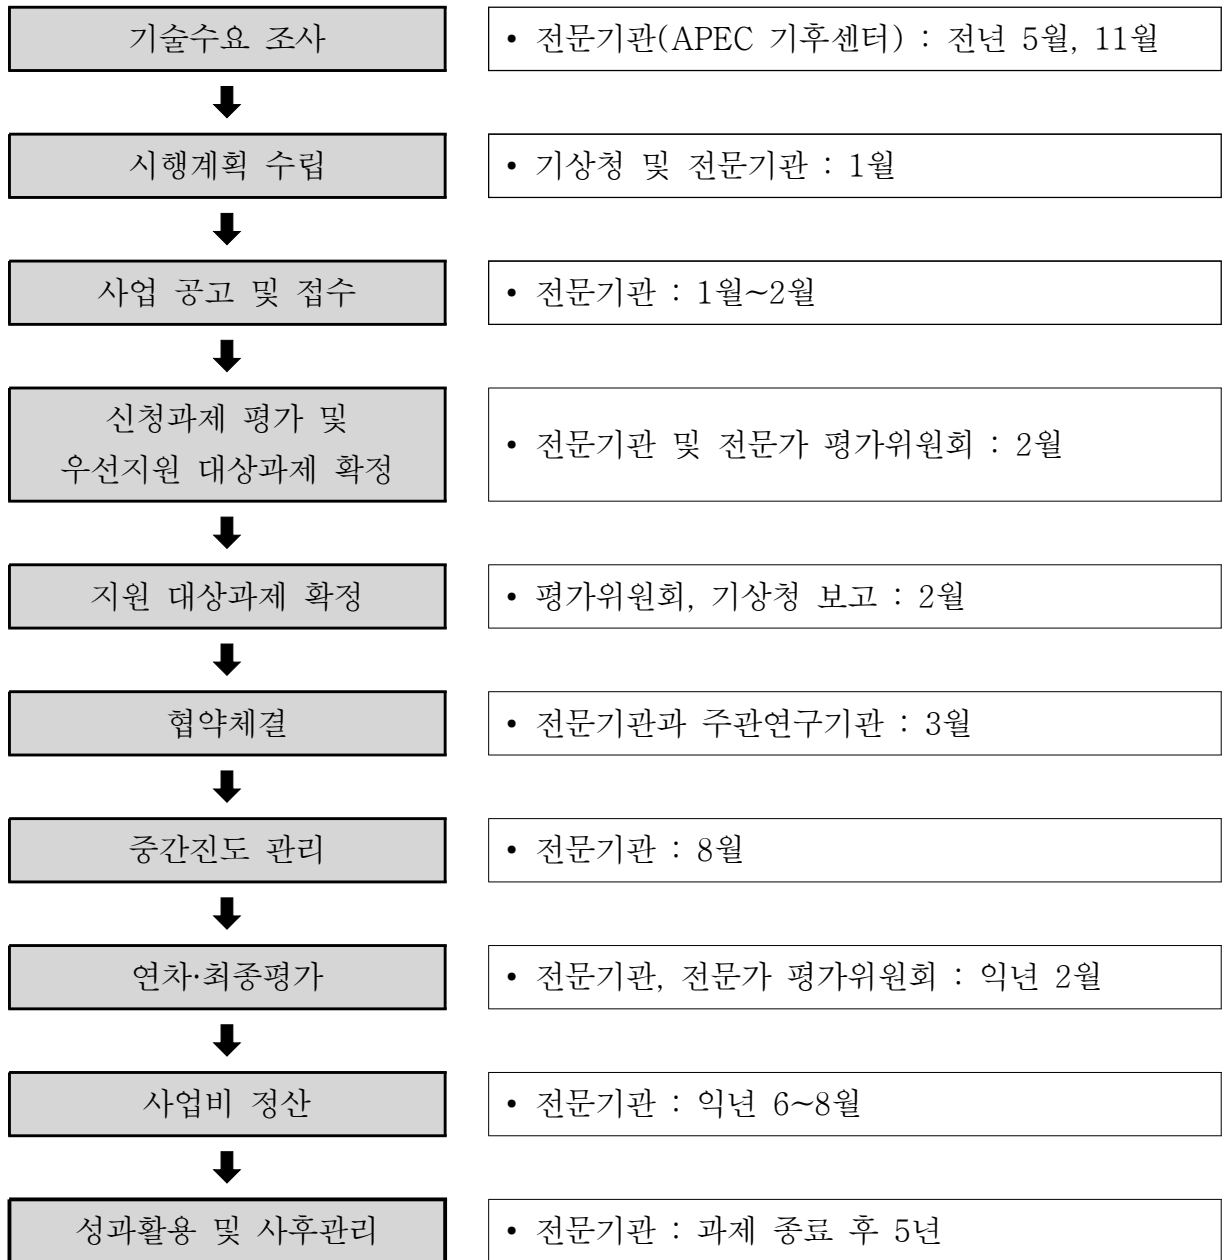 기술수요 조사
• 전문기관(APEC 기후센터) : 전년 5월, 11월
시행계획 수립
• 기상청 및 전문기관 : 1월
사업 공고 및 접수
• 전문기관 : 1월~2월
신청과제 평가 및
우선지원 대상과제 확정
• 전문기관 및 전문가 평가위원회 : 2월
지원 대상과제 확정
• 평가위원회, 기상청 보고 : 2월
협약체결
• 전문기관과 주관연구기관 : 3월
중간진도 관리
• 전문기관 : 8월
연차·최종평가
• 전문기관, 전문가 평가위원회 : 익년 2월
사업비 정산
• 전문기관 : 익년 6~8월
성과활용 및 사후관리
• 전문기관 : 과제 종료 후 5년